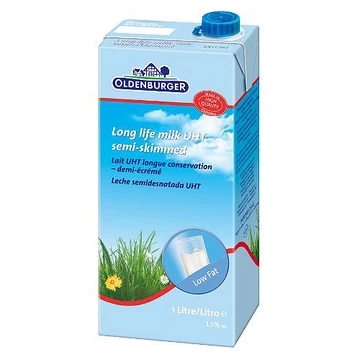 OLDENBURGER
Long life milk UHT
semi-skimmed
Lait UHT longue conservation
– demi-écrémé
Leche semidesnatada UHT
Low Fat
1 Litre/Litro ℮
1,5%